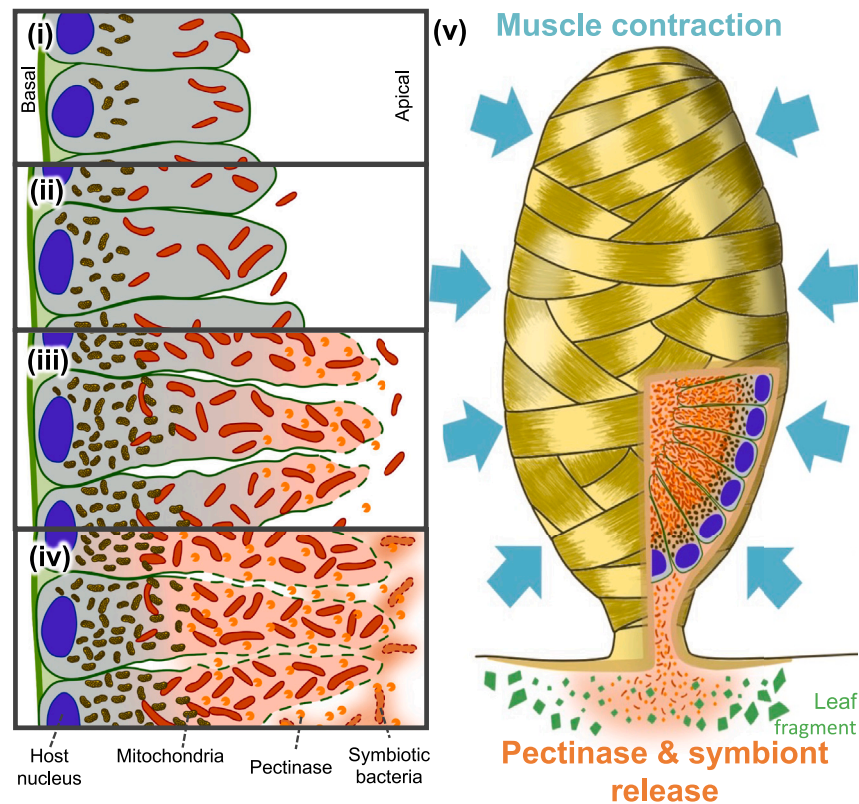 (i)
Basal
Apical
(ii)
(iii)
(iv)
Host
nucleus
Mitochondria
Pectinase
Symbiotic
bacteria
(v)
Muscle contraction
Leaf
fragment
Pectinase & symbiont
release